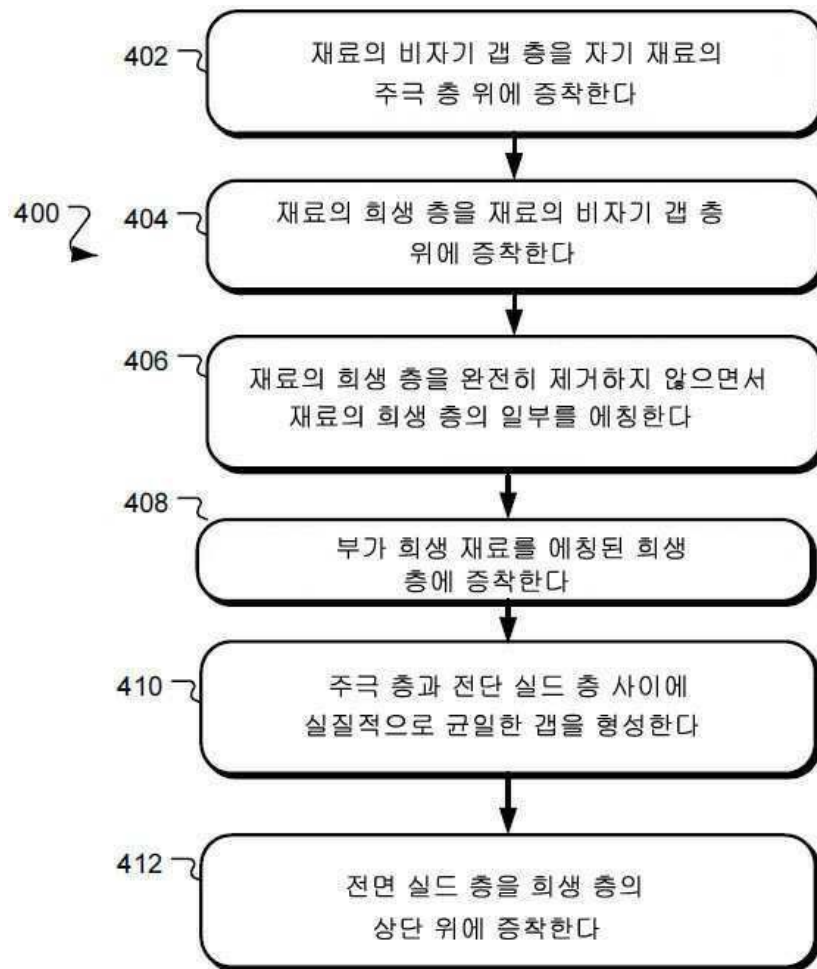 402
재료의 비자기 갭 층을 자기 재료의
주극 층 위에 증착한다
400
404
재료의 희생 층을 재료의 비자기 갭 층
위에 증착한다
406
재료의 희생 층을 완전히 제거하지 않으면서
재료의 희생 층의 일부를 에칭한다
408
부가 희생 재료를 에칭된 희생
층에 증착한다
410
주극 층과 전단 실드 층 사이에
실질적으로 균일한 갭을 형성한다
412
전면 실드 층을 희생 층의
상단 위에 증착한다